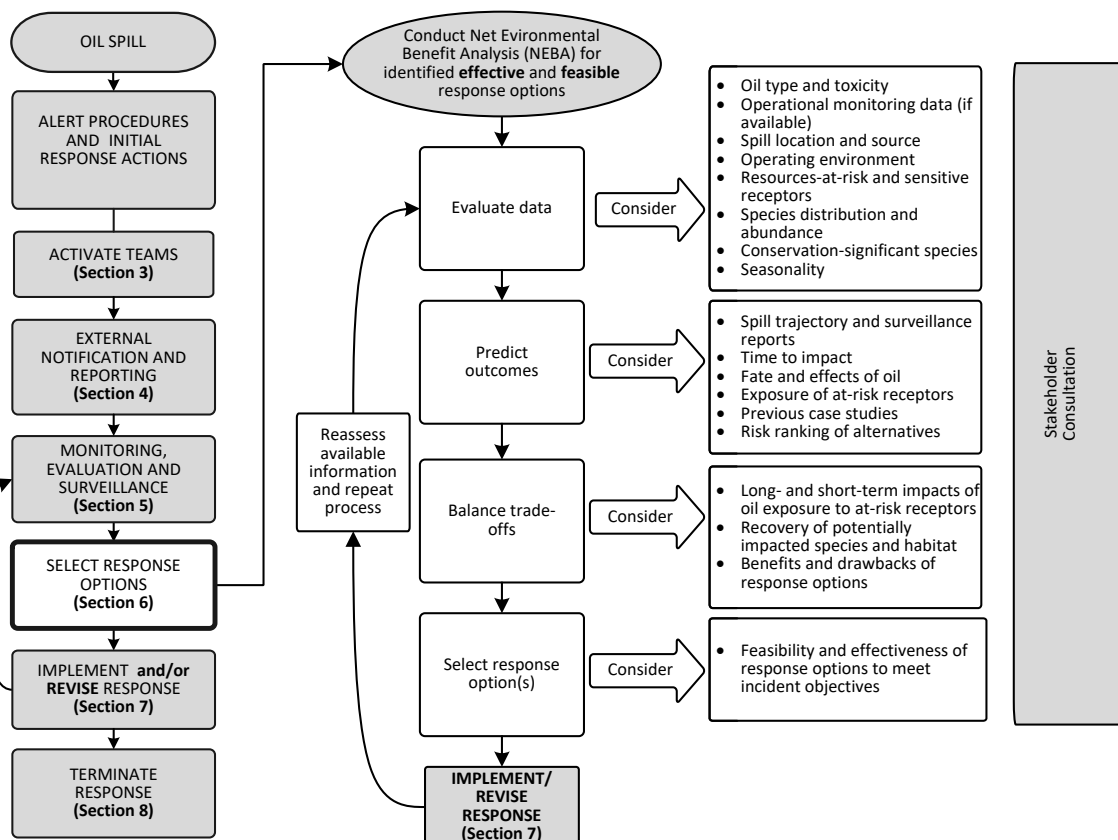 OIL SPILL
ALERT PROCEDURES
AND INITIAL
RESPONSE ACTIONS
ACTIVATE TEAMS
(Section 3)
EXTERNAL
NOTIFICATION AND
REPORTING
(Section 4)
MONITORING,
EVALUATION AND
SURVEILLANCE
(Section 5)
SELECT RESPONSE
OPTIONS
(Section 6)
IMPLEMENT and/or
REVISE RESPONSE
(Section 7)
TERMINATE
RESPONSE
(Section 8)
Conduct Net Evironmental
Benefit Analysis (NEBA) for
identified effective and feasible
response options
Evaluate data
Consider
• Oil type and toxicity
• Operational monitoring data (if
available)
• Spill location and source
• Operating environment
• Resources-at-risk and sensitive
receptors
• Species distribution and
abundance
• Conservation-significant species
• Seasonality
Predict
outcomes
Consider
• Spill trajectory and surveillance
reports
• Time to impact
• Fate and effects of oil
• Exposure of at-risk receptors
• Previous case studies
• Risk ranking of alternatives
Reassess
available
information
and repeat
process
Balance trade-
offs
Consider
• Long- and short-term impacts of
oil exposure to at-risk receptors
• Recovery of potentially
impacted species and habitat
• Benefits and drawbacks of
response options
Select response
option(s)
Consider
• Feasibility and effectiveness of
response options to meet
incident objectives
IMPLEMENT/
REVISE
RESPONSE
(Section 7)
Stakeholder
Consultation